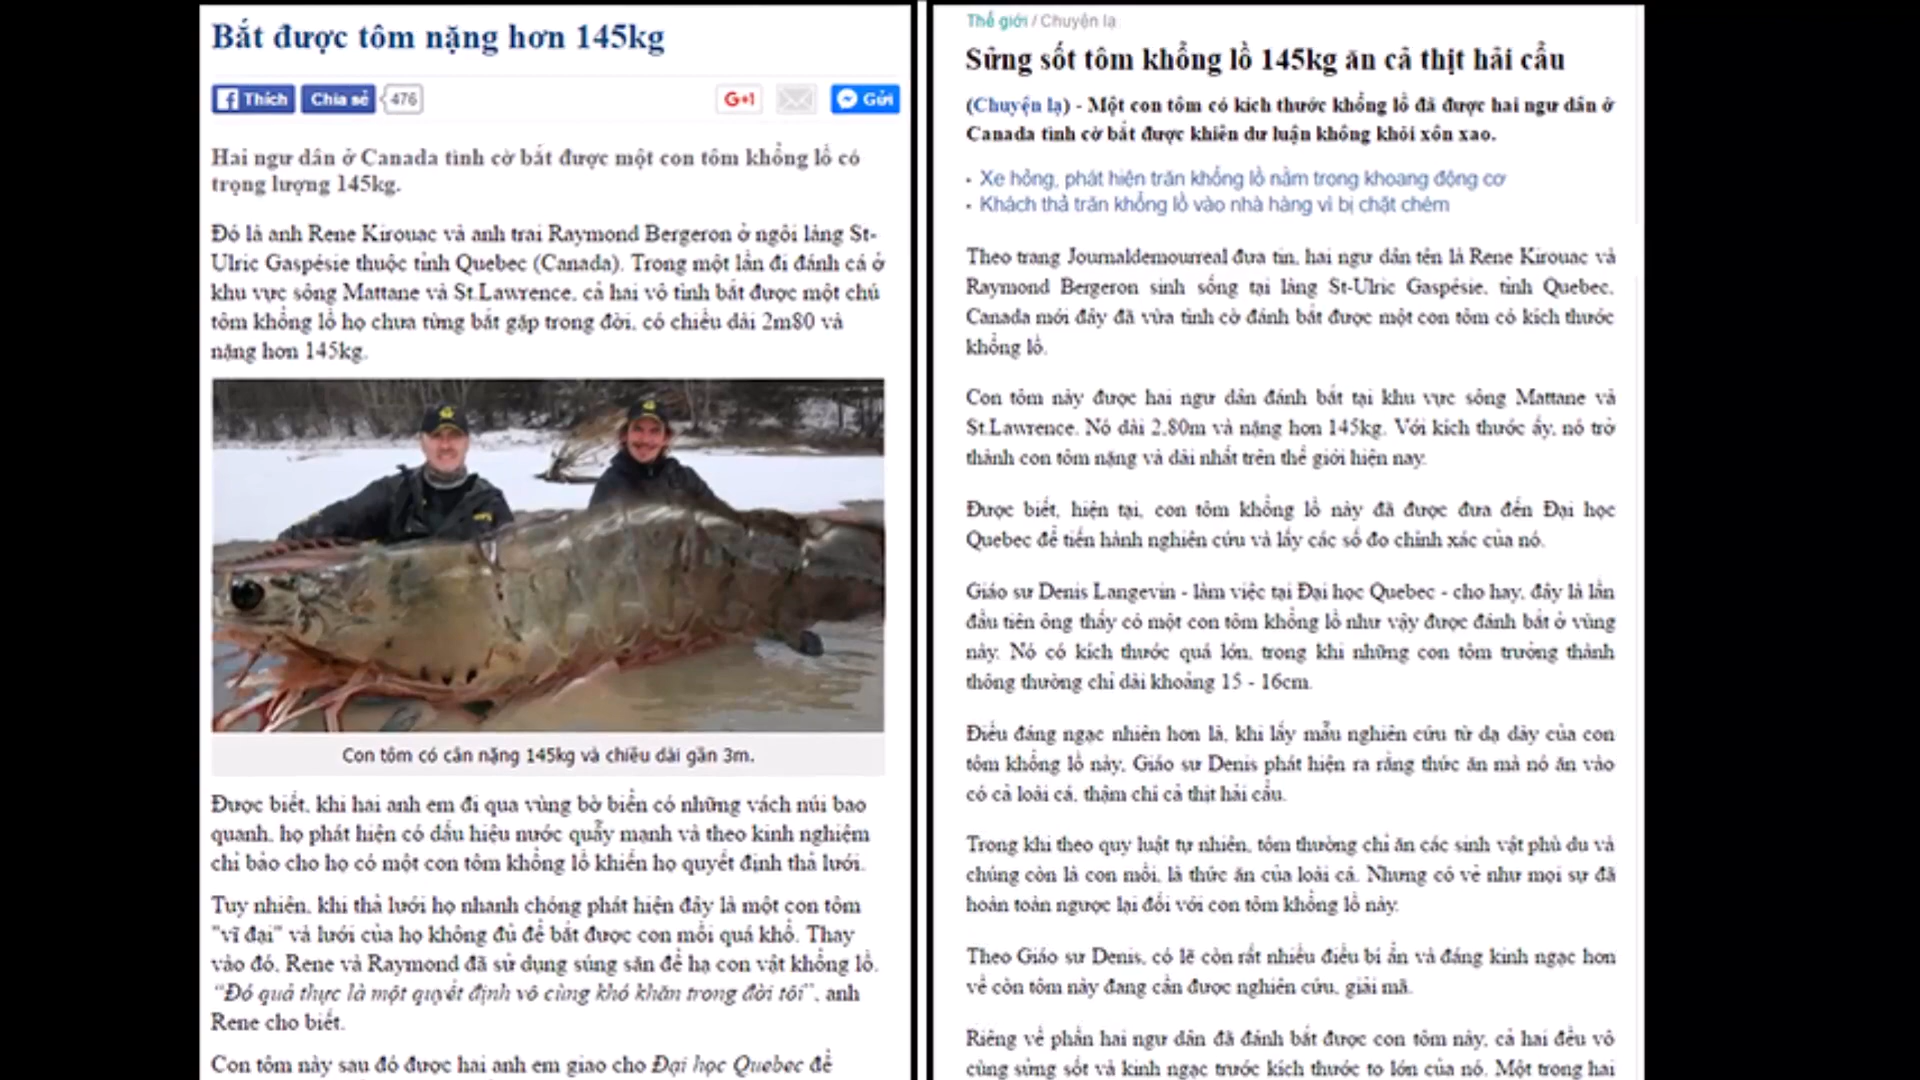 Bắt được tôm nặng hơn 145kg
Thích
Chia sẻ
476
G+1
Gửi
Hai ngư dân ở Canada tình cờ bắt được một con tôm khổng lồ có
trọng lượng 145kg.
Đó là anh Rene Kirouac và anh trai Raymond Bergeron ở ngôi làng St-
Ulric Gaspésie thuộc tỉnh Quebec (Canada). Trong một lần đi đánh cá ở
khu vực sông Mattane và St.Lawrence, cả hai vô tình bắt được một chú
tôm khổng lồ họ chưa từng bắt gặp trong đời, có chiều dài 2m80 và
nặng hơn 145kg.
Con tôm có cân nặng 145kg và chiều dài gần 3m.
Được biết, khi hai anh em đi qua vùng bờ biển có những vách núi bao
quanh, họ phát hiện có dấu hiệu nước quẫy mạnh và theo kinh nghiệm
chỉ bảo cho họ có một con tôm khổng lồ khiến họ quyết định thả lưới.
Tuy nhiên, khi thả lưới họ nhanh chóng phát hiện đây là một con tôm
"vĩ đại" và lưới của họ không đủ để bắt được con mồi quá khổ. Thay
vào đó, Rene và Raymond đã sử dụng súng săn để hạ con vật khổng lồ.
"Đó quả thực là một quyết định vô cùng khó khăn trong đời tôi", anh
Rene cho biết.
Con tôm này sau đó được hai anh em giao cho Đại học Quebec để
Thế giới / Chuyện lạ
Sửng sốt tôm khổng lồ 145kg ăn cả thịt hải cẩu
(Chuyện lạ) - Một con tôm có kích thước khổng lồ đã được hai ngư dân ở
Canada tình cờ bắt được khiến dư luận không khỏi xôn xao.
• Xe hỏng, phát hiện trăn khổng lồ nằm trong khoang động cơ
• Khách thả trăn khổng lồ vào nhà hàng vì bị chặt chém
Theo trang Journaldemourreal đưa tin, hai ngư dân tên là Rene Kirouac và
Raymond Bergeron sinh sống tại làng St-Ulric Gaspésie, tỉnh Quebec,
Canada mới đây đã vừa tình cờ đánh bắt được một con tôm có kích thước
khổng lồ.
Con tôm này được hai ngư dân đánh bắt tại khu vực sông Mattane và
St.Lawrence. Nó dài 2,80m và nặng hơn 145kg. Với kích thước ấy, nó trở
thành con tôm nặng và dài nhất trên thế giới hiện nay.
Được biết, hiện tại, con tôm khổng lồ này đã được đưa đến Đại học
Quebec để tiến hành nghiên cứu và lấy các số đo chính xác của nó.
Giáo sư Denis Langevin - làm việc tại Đại học Quebec - cho hay, đây là lần
đầu tiên ông thấy có một con tôm khổng lồ như vậy được đánh bắt ở vùng
này. Nó có kích thước quá lớn, trong khi những con tôm trưởng thành
thông thường chỉ dài khoảng 15 - 16cm.
Điều đáng ngạc nhiên hơn là, khi lấy mẫu nghiên cứu từ dạ dày của con
tôm khổng lồ này, Giáo sư Denis phát hiện ra rằng thức ăn mà nó ăn vào
có cả loài cá, thậm chí cả thịt hải cẩu.
Trong khi theo quy luật tự nhiên, tôm thường chỉ ăn các sinh vật phù du và
chúng còn là con mồi, là thức ăn của loài cá. Nhưng có vẻ như mọi sự đã
hoàn toàn ngược lại đối với con tôm khổng lồ này.
Theo Giáo sư Denis, có lẽ còn rất nhiều điều bí ẩn và đáng kinh ngạc hơn
về còn tôm này đang cần được nghiên cứu, giải mã.
Riêng về phần hai ngư dân đã đánh bắt được con tôm này, cả hai đều vô
cùng sửng sốt và kinh ngạc trước kích thước to lớn của nó. Một trong hai